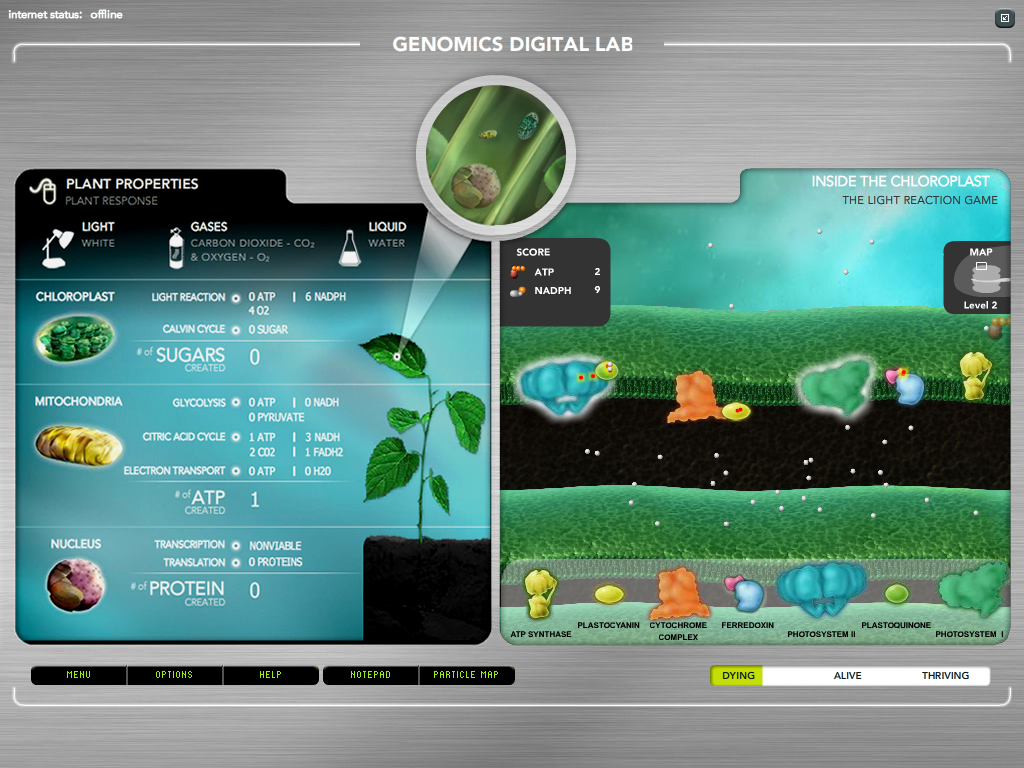 internet status: offline
GENOMICS DIGITAL LAB
PLANT PROPERTIES
PLANT RESPONSE
LIGHT
WHITE
GASES
CARBON DIOXIDE - CO₂
& OXYGEN - O₂
LIQUID
WATER
CHLOROPLAST
LIGHT REACTION 0 ATP | 6 NADPH
4 O2
CALVIN CYCLE 0 SUGAR
# of SUGARS 0
CREATED
MITOCHONDRIA
GLYCOLYSIS 0 ATP | 0 NADH
0 PYRUVATE
CITRIC ACID CYCLE 1 ATP | 3 NADH
2 CO2 | 1 FADH2
ELECTRON TRANSPORT 0 ATP | 0 H20
# of ATP 1
CREATED
NUCLEUS
TRANSCRIPTION NONVIABLE
TRANSLATION 0 PROTEINS
# of PROTEIN 0
CREATED
INSIDE THE CHLOROPLAST
THE LIGHT REACTION GAME
SCORE
ATP 2
NADPH 9
MAP
Level 2
ATP SYNTHASE
PLASTOCYANIN
CYTOCHROME
COMPLEX
FERREDOXIN
PHOTOSYSTEM II
PLASTOQUINONE
PHOTOSYSTEM I
MENU
OPTIONS
HELP
NOTEPAD
PARTICLE MAP
DYING
ALIVE
THRIVING